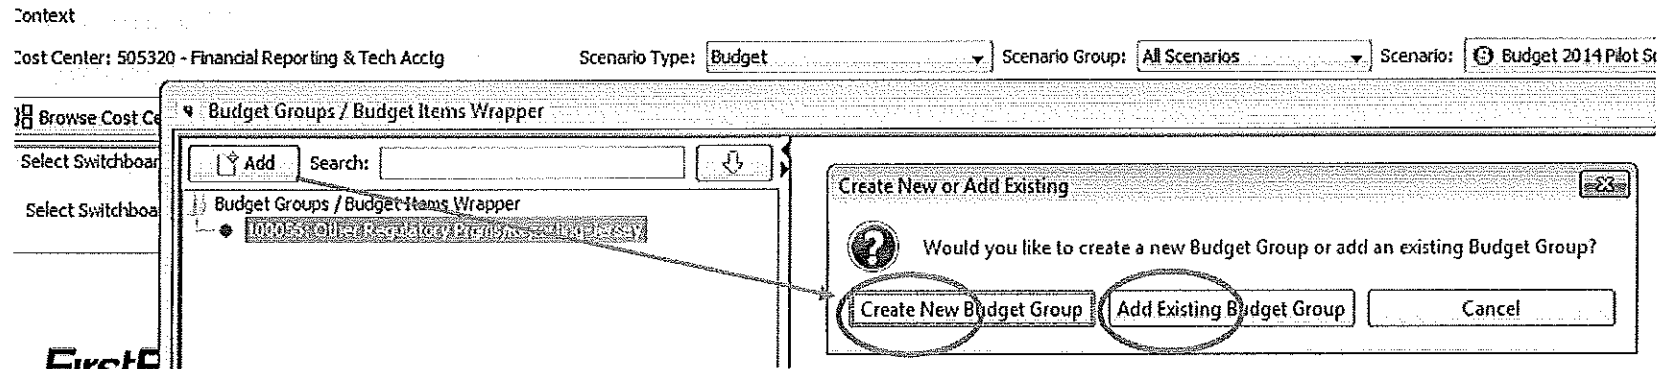 Context
Cost Center: 505320 - Financial Reporting & Tech Acctg Scenario Type: Budget Scenario Group: All Scenarios Scenario: Budget 2014 Pilot
Budget Groups / Budget Items Wrapper
Browse Cost Ce
Select Switchboar
Add Search:
Create New or Add Existing
Select Switchboa
Budget Groups / Budget Items Wrapper
100055: Other Regulatory
Would you like to create a new Budget Group or add an existing Budget Group?
Create New Budget Group Add Existing Budget Group Cancel